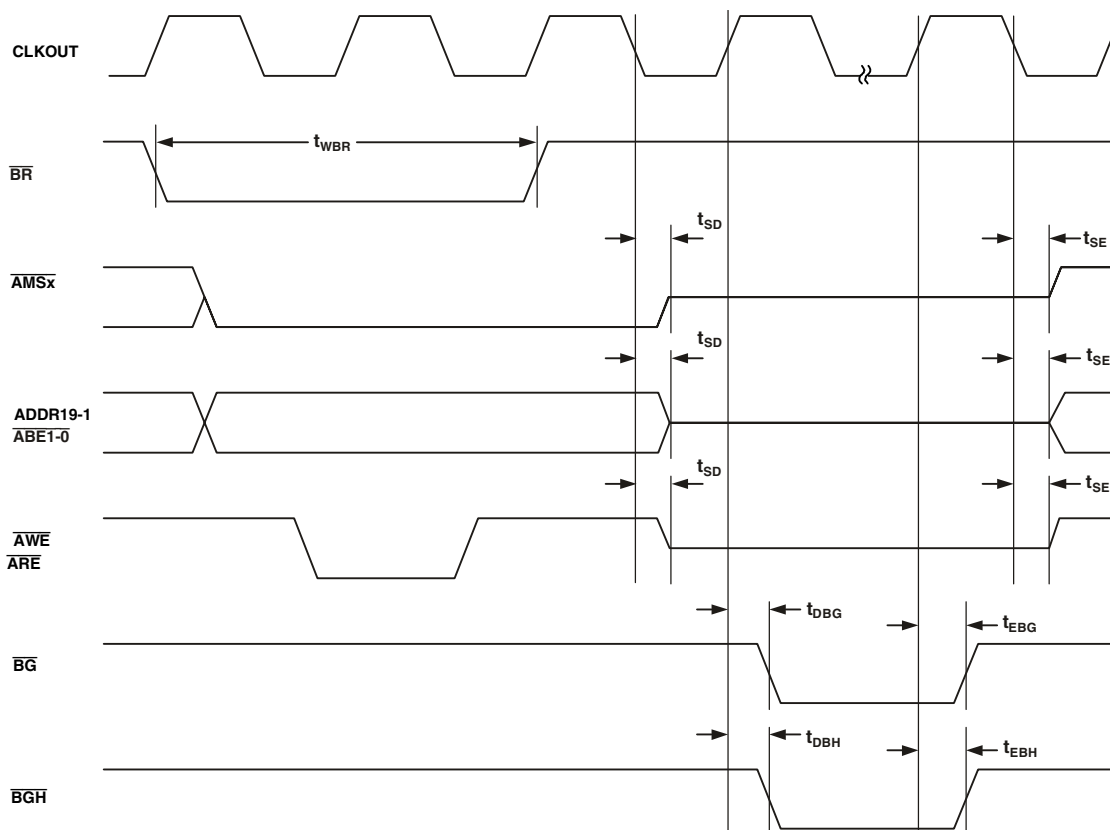 CLKOUT
tWBR
BR
tSD
tSE
AMSx
tSD
tSE
ADDR19-1
ABE1-0
tSD
tSE
AWE
ARE
tDBG
tEBG
BG
tDBH
tEBH
BGH